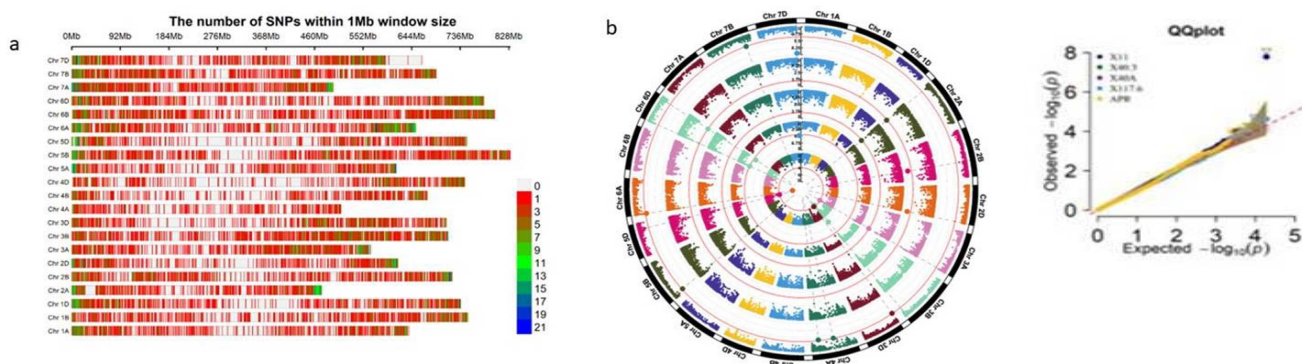 a
The number of SNPs within 1Mb window size
0Mb 92Mb 184Mb 276Mb 368Mb 460Mb 552Mb 644Mb 736Mb 828Mb
Chr 7D
Chr 7B
Chr 7A
Chr 6D
Chr 6B
Chr 6A
Chr 5D
Chr 5B
Chr 5A
Chr 4D
Chr 4B
Chr 4A
Chr 3D
Chr 3B
Chr 3A
Chr 2D
Chr 2B
Chr 2A
Chr 1D
Chr 1B
Chr 1A
0
1
3
5
7
9
11
13
15
17
19
21
b
Chr 1A
Chr 1B
Chr 1D
Chr 2A
Chr 2B
Chr 2D
Chr 3A
Chr 3B
Chr 3D
Chr 4A
Chr 4B
Chr 4D
Chr 5A
Chr 5B
Chr 5D
Chr 6A
Chr 6B
Chr 6D
Chr 7A
Chr 7B
Chr 7D
QQplot
Observed −log₁₀(p)
8
6
4
2
0
X11
X40A
X117.6
APR
0 1 2 3 4 5
Expected −log₁₀(p)